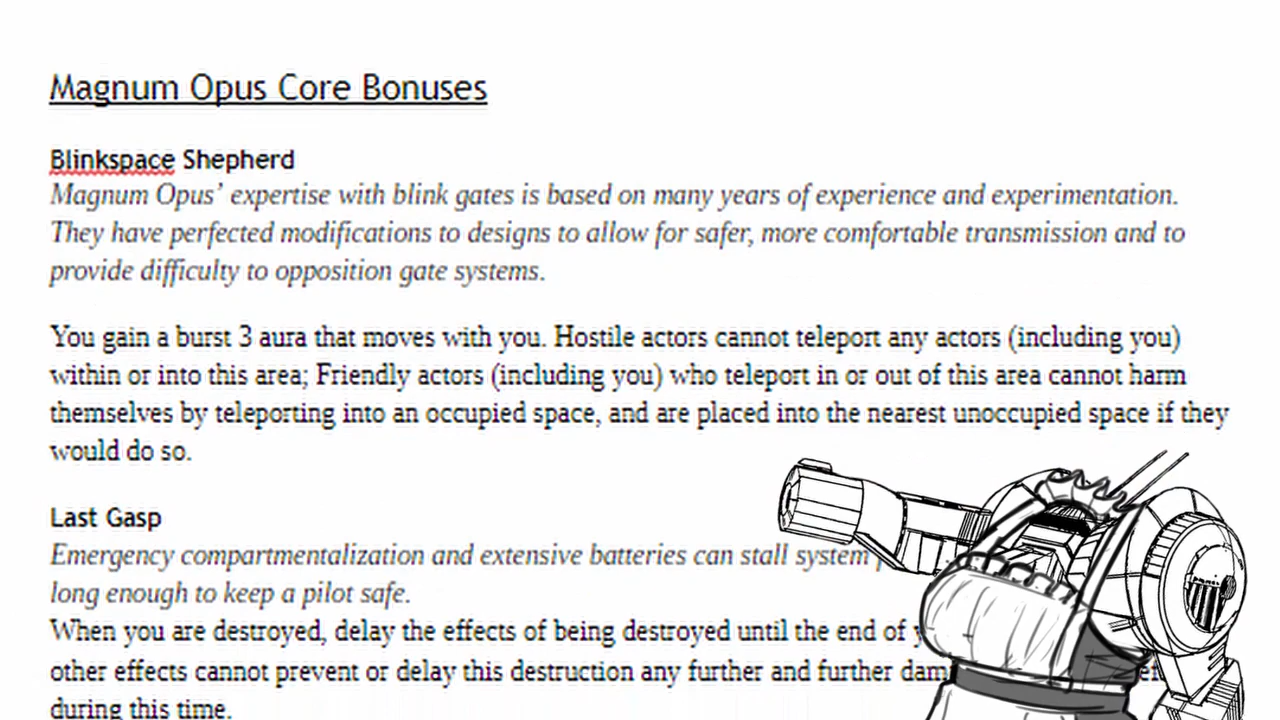 Magnum Opus Core Bonuses
Blinkspace Shepherd
Magnum Opus’ expertise with blink gates is based on many years of experience and experimentation.
They have perfected modifications to designs to allow for safer, more comfortable transmission and to
provide difficulty to opposition gate systems.
You gain a burst 3 aura that moves with you. Hostile actors cannot teleport any actors (including you)
within or into this area; Friendly actors (including you) who teleport in or out of this area cannot harm
themselves by teleporting into an occupied space, and are placed into the nearest unoccupied space if they
would do so.
Last Gasp
Emergency compartmentalization and extensive batteries can stall system
long enough to keep a pilot safe.
When you are destroyed, delay the effects of being destroyed until the end of
other effects cannot prevent or delay this destruction any further and further
during this time.